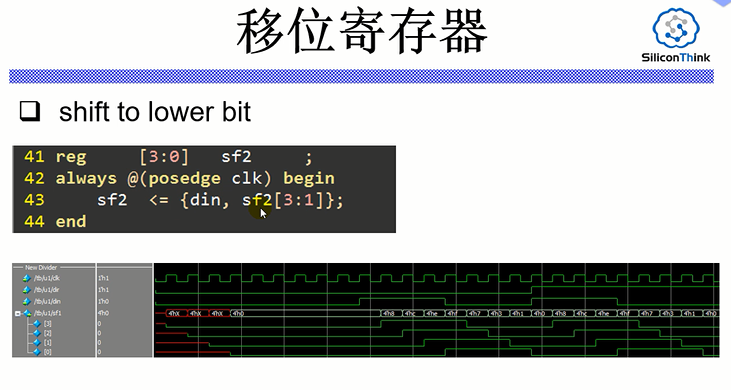 移位寄存器
SiliconThink
shift to lower bit
41 reg [3:0] sf2 ;
42 always @(posedge clk) begin
43 sf2 <= {din, sf2[3:1]};
44 end
New Divider
/tb/u1/clk 1'h1
/tb/u1/dir 1'h1
/tb/u1/din 1'h0
/tb/u1/sf1 4'h0 4'hX 4'hX 4'hX 4'h0 4'h8 4'hc 4'he 4'hf 4'h7 4'h3 4'h1 4'h0 4'h8 4'hc 4'he 4'hf 4'h7 4'h3 4'h1 4'h0
[3] 0
[2] 0
[1] 0
[0] 0